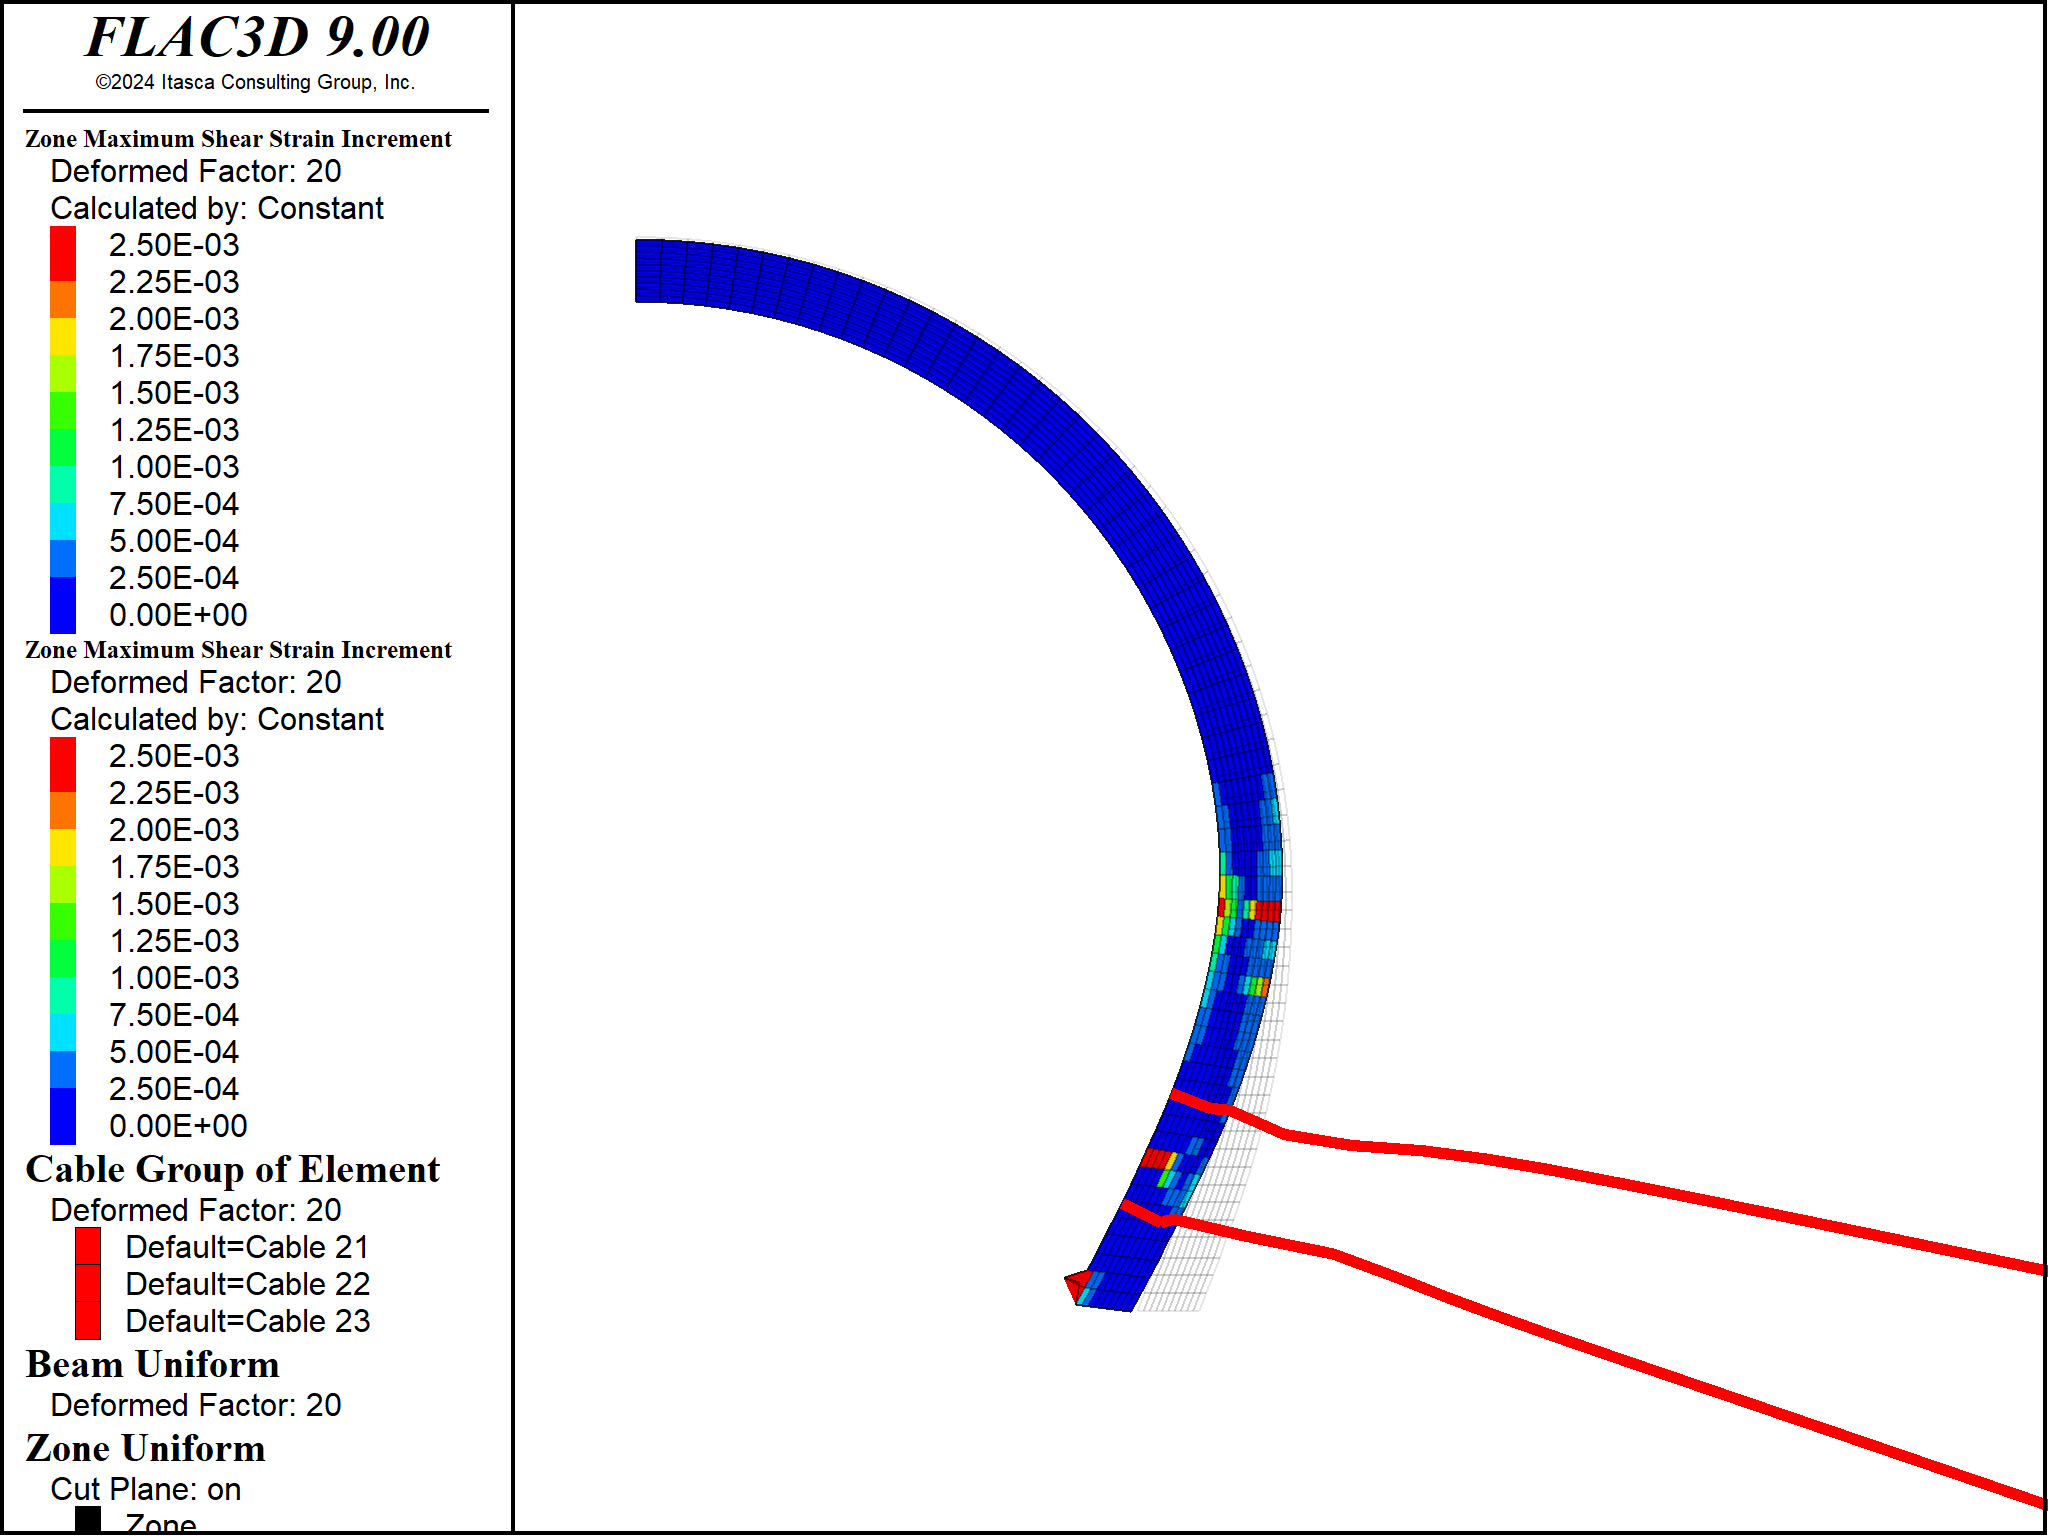 FLAC3D 9.00
©2024 Itasca Consulting Group, Inc.
Zone Maximum Shear Strain Increment
Deformed Factor: 20
Calculated by: Constant
2.50E-03
2.25E-03
2.00E-03
1.75E-03
1.50E-03
1.25E-03
1.00E-03
7.50E-04
5.00E-04
2.50E-04
0.00E+00
Zone Maximum Shear Strain Increment
Deformed Factor: 20
Calculated by: Constant
2.50E-03
2.25E-03
2.00E-03
1.75E-03
1.50E-03
1.25E-03
1.00E-03
7.50E-04
5.00E-04
2.50E-04
0.00E+00
Cable Group of Element
Deformed Factor: 20
Default=Cable 21
Default=Cable 22
Default=Cable 23
Beam Uniform
Deformed Factor: 20
Zone Uniform
Cut Plane: on
Zone